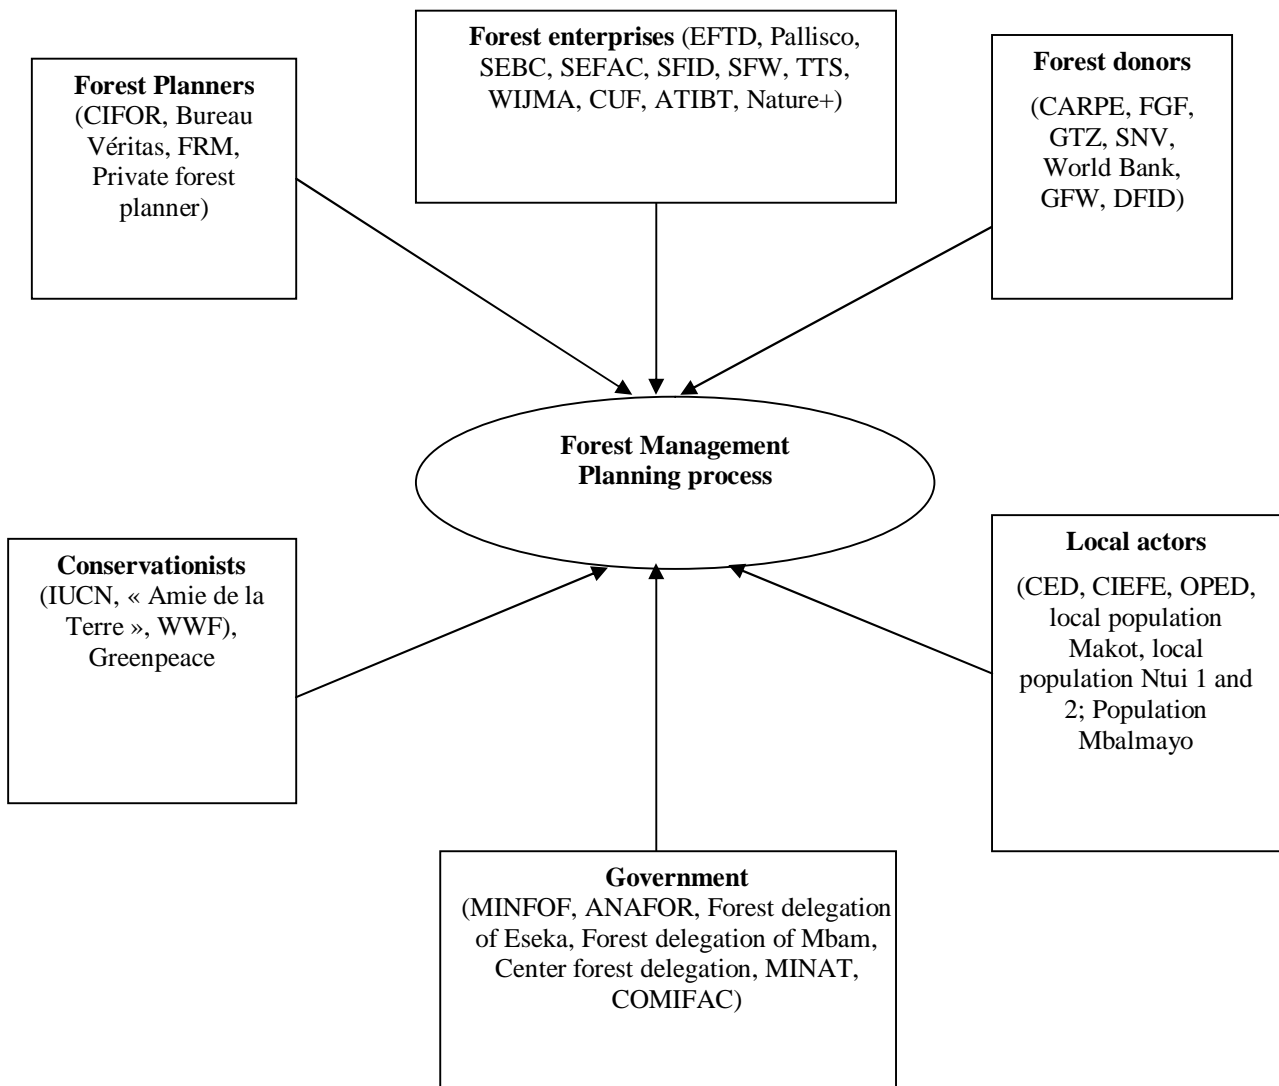 Forest enterprises (EFTD, Pallisco,
SEBC, SEFAC, SFID, SFW, TTS,
WIJMA, CUF, ATIBT, Nature+)
Forest Planners
(CIFOR, Bureau
Véritas, FRM,
Private forest
planner)
Forest donors
(CARPE, FGF,
GTZ, SNV,
World Bank,
GFW, DFID)
Forest Management
Planning process
Conservationists
(IUCN, « Amie de la
Terre », WWF),
Greenpeace
Local actors
(CED, CIEFE, OPED,
local population
Makot, local
population Ntui 1 and
2; Population
Mbalmayo
Government
(MINFOF, ANAFOR, Forest delegation
of Eseka, Forest delegation of Mbam,
Center forest delegation, MINAT,
COMIFAC)